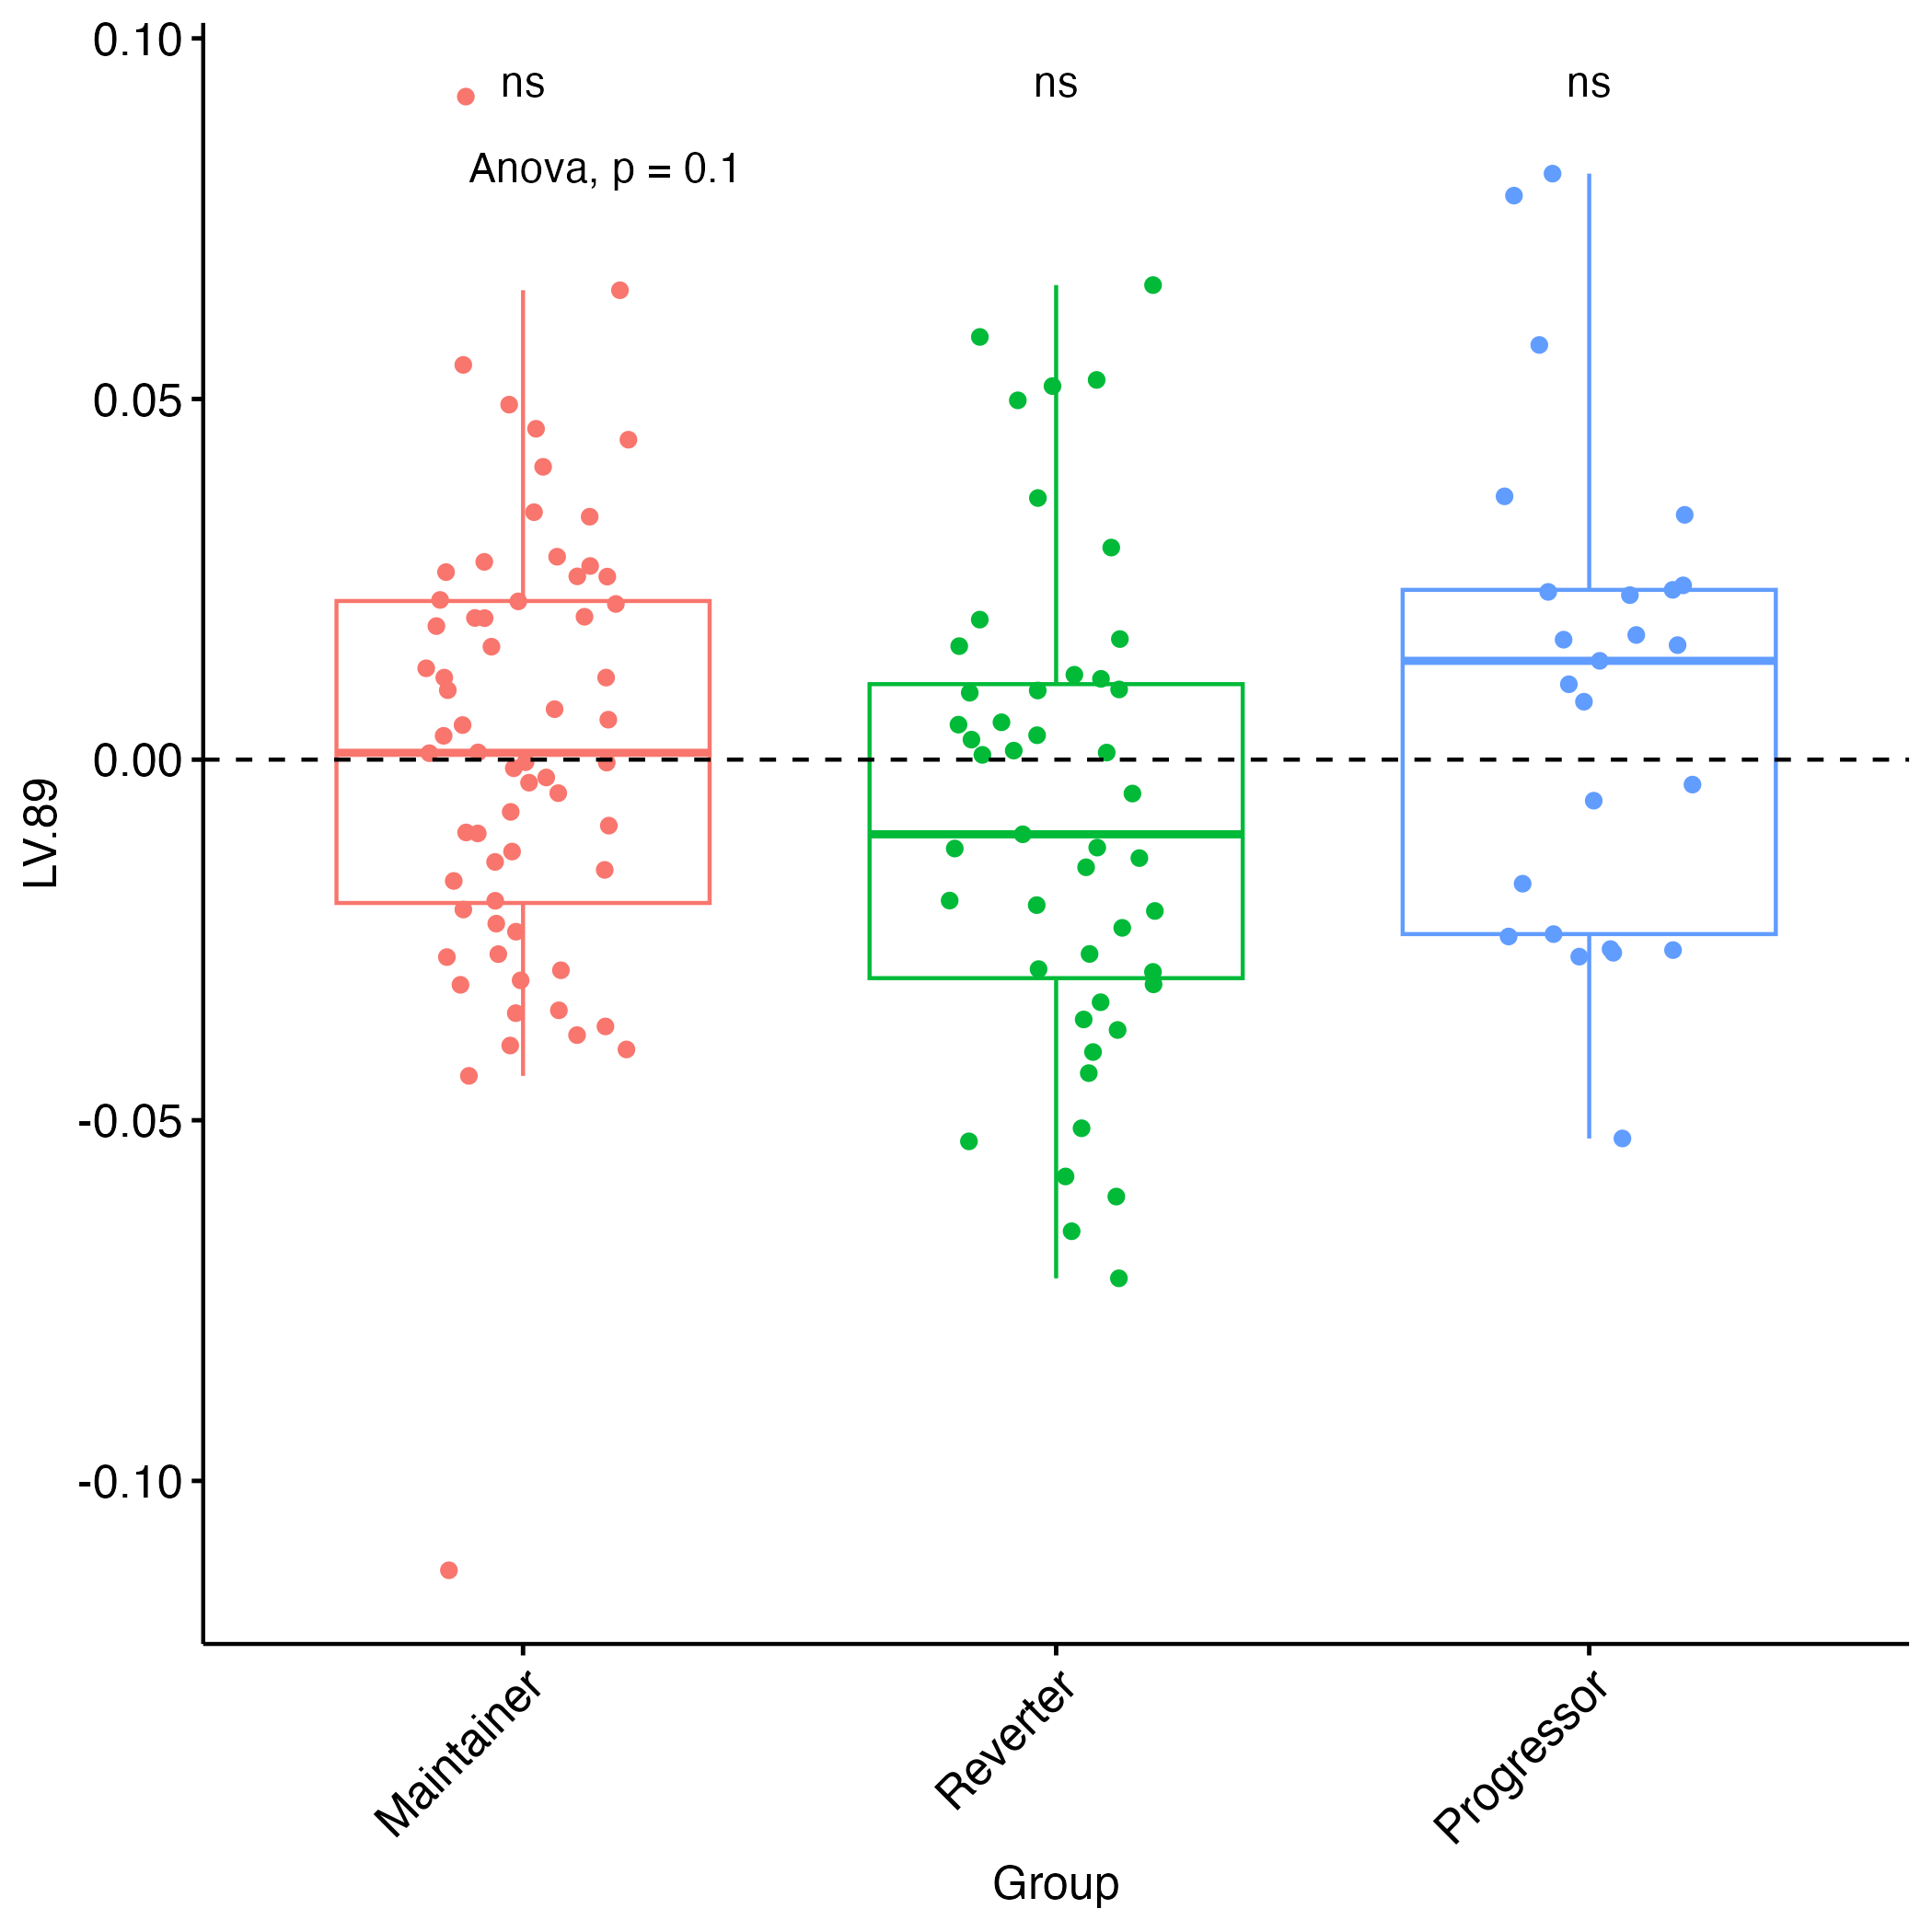 0.10
0.05
0.00
-0.05
-0.10
LV.89
ns
ns
ns
Anova, p = 0.1
Maintainer
Reverter
Progressor
Group